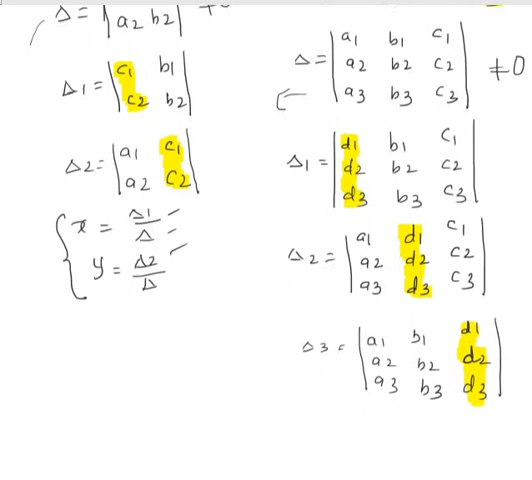 Δ = | a2 b2 | ≠0
Δ1 = | c1 b1 |
| c2 b2 |
Δ2= | a1 c1 |
| a2 c2 |
{ x = Δ1/Δ
y = Δ2/Δ
Δ= | a1 b1 c1 |
| a2 b2 c2 | ≠0
| a3 b3 c3 |
Δ1 = | d1 b1 c1 |
| d2 b2 c2 |
| d3 b3 c3 |
Δ2= | a1 d1 c1 |
| a2 d2 c2 |
| a3 d3 c3 |
Δ3 = | a1 b1 d1 |
| a2 b2 d2 |
| a3 b3 d3 |